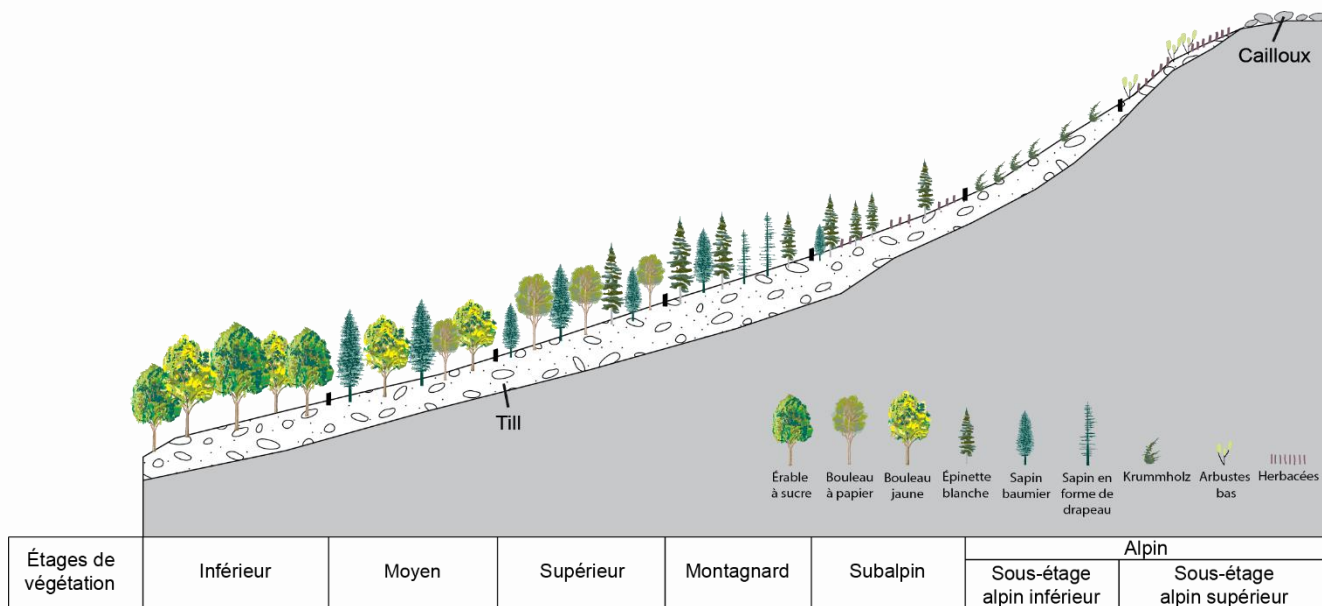 Cailloux
Till
Érable
à sucre
Bouleau
à papier
Bouleau
jaune
Épinette
blanche
Sapin
baumier
Sapin en
forme de
drapeau
Krummholz
Arbustes
bas
Herbacées
Étages de
végétation
Inférieur
Moyen
Supérieur
Montagnard
Subalpin
Alpin
Sous-étage
alpin inférieur
Sous-étage
alpin supérieur